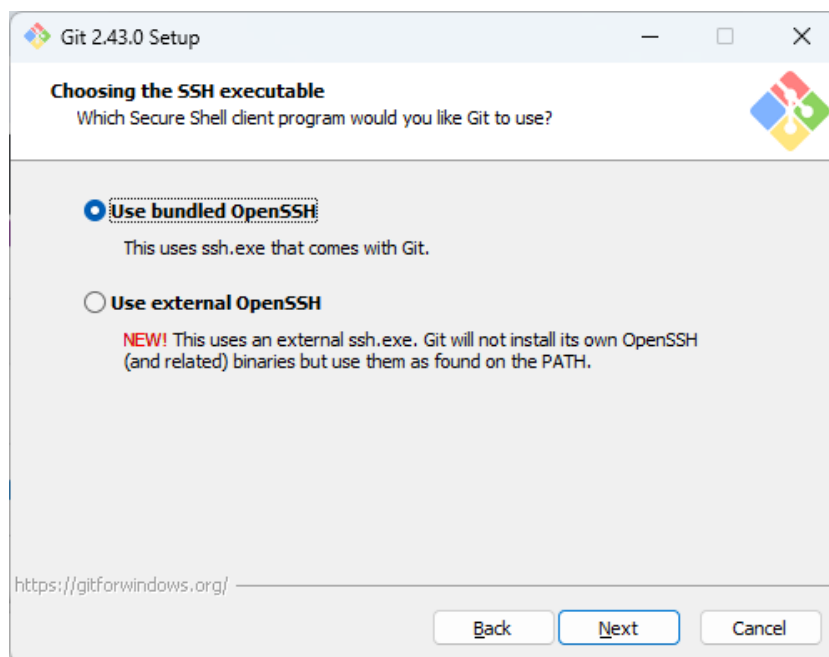 Git 2.43.0 Setup
Choosing the SSH executable
Which Secure Shell client program would you like Git to use?
Use bundled OpenSSH
This uses ssh.exe that comes with Git.
Use external OpenSSH
NEW! This uses an external ssh.exe. Git will not install its own OpenSSH
(and related) binaries but use them as found on the PATH.
https://gitforwindows.org/
Back Next Cancel